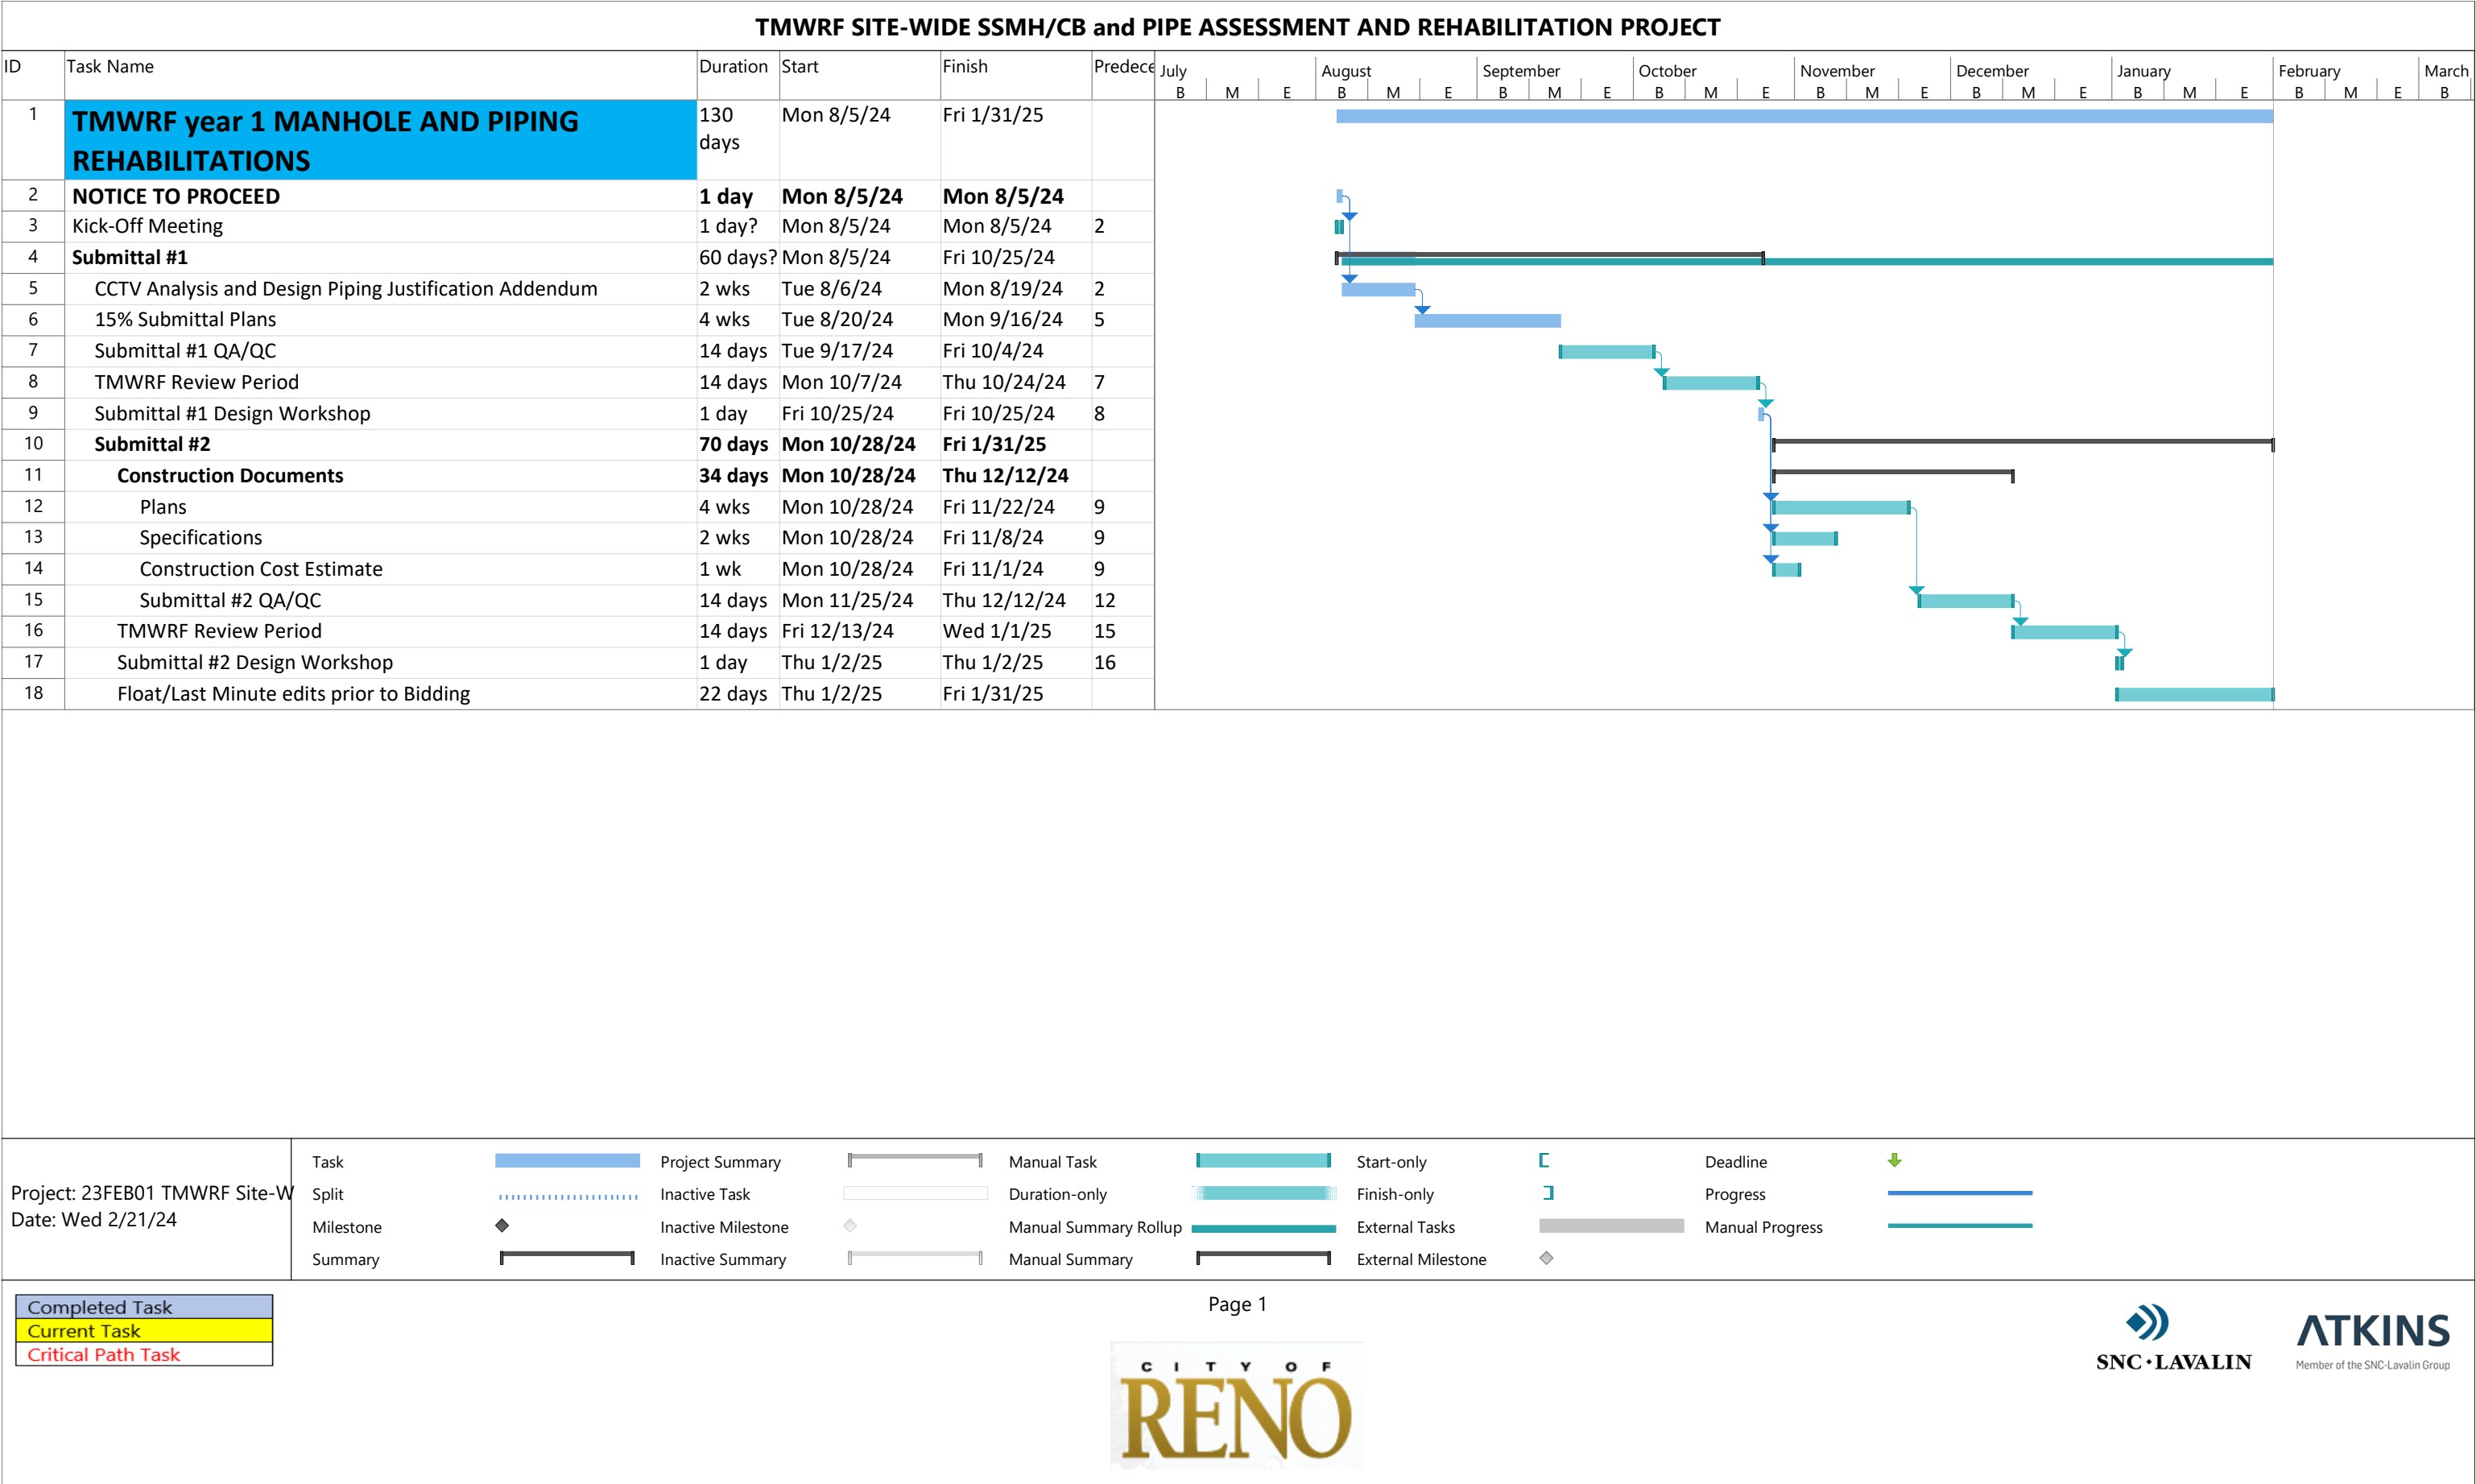 TMWRF SITE-WIDE SSMH/CB and PIPE ASSESSMENT AND REHABILITATION PROJECT
ID Task Name Duration Start Finish Predece July August September October November December January February March
B M E B M E B M E B M E B M E B M E B M E B M E B
1 TMWRF year 1 MANHOLE AND PIPING REHABILITATIONS 130 days Mon 8/5/24 Fri 1/31/25
2 NOTICE TO PROCEED 1 day Mon 8/5/24 Mon 8/5/24
3 Kick-Off Meeting 1 day? Mon 8/5/24 Mon 8/5/24 2
4 Submittal #1 60 days? Mon 8/5/24 Fri 10/25/24
5 CCTV Analysis and Design Piping Justification Addendum 2 wks Tue 8/6/24 Mon 8/19/24 2
6 15% Submittal Plans 4 wks Tue 8/20/24 Mon 9/16/24 5
7 Submittal #1 QA/QC 14 days Tue 9/17/24 Fri 10/4/24
8 TMWRF Review Period 14 days Mon 10/7/24 Thu 10/24/24 7
9 Submittal #1 Design Workshop 1 day Fri 10/25/24 Fri 10/25/24 8
10 Submittal #2 70 days Mon 10/28/24 Fri 1/31/25
11 Construction Documents 34 days Mon 10/28/24 Thu 12/12/24
12 Plans 4 wks Mon 10/28/24 Fri 11/22/24 9
13 Specifications 2 wks Mon 10/28/24 Fri 11/8/24 9
14 Construction Cost Estimate 1 wk Mon 10/28/24 Fri 11/1/24 9
15 Submittal #2 QA/QC 14 days Mon 11/25/24 Thu 12/12/24 12
16 TMWRF Review Period 14 days Fri 12/13/24 Wed 1/1/25 15
17 Submittal #2 Design Workshop 1 day Thu 1/2/25 Thu 1/2/25 16
18 Float/Last Minute edits prior to Bidding 22 days Thu 1/2/25 Fri 1/31/25
Project: 23FEB01 TMWRF Site-W
Date: Wed 2/21/24
Task Project Summary Manual Task Start-only Deadline
Split Inactive Task Duration-only Finish-only Progress
Milestone Inactive Milestone Manual Summary Rollup External Tasks Manual Progress
Summary Inactive Summary Manual Summary External Milestone
Completed Task
Current Task
Critical Path Task
Page 1
CITY OF
RENO
SNC·LAVALIN
ATKINS
Member of the SNC-Lavalin Group